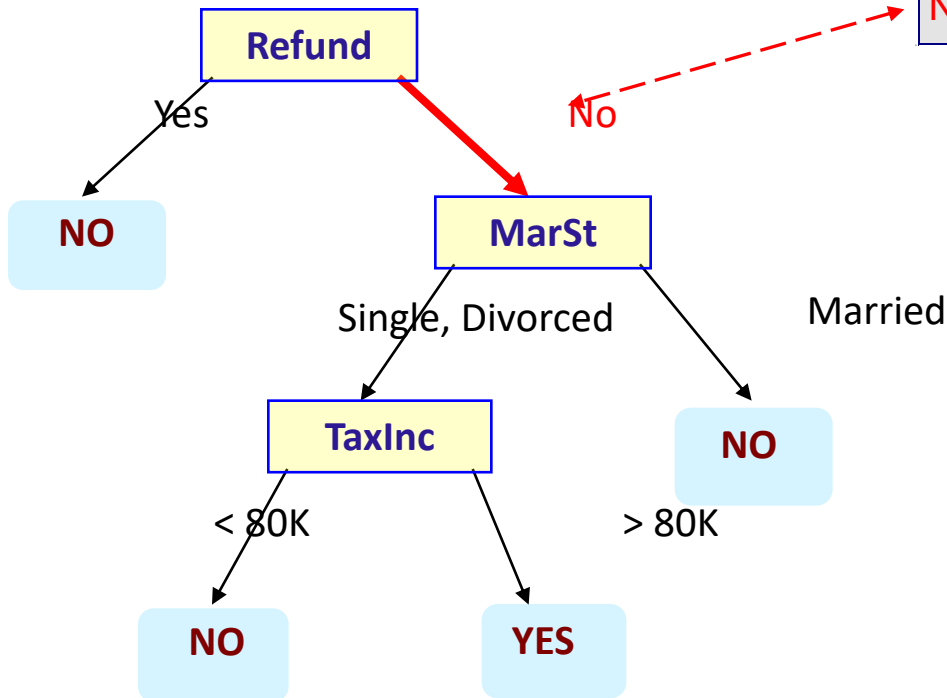 Refund
Yes
No
NO
MarSt
Single, Divorced
Married
TaxInc
NO
< 80K
> 80K
NO
YES